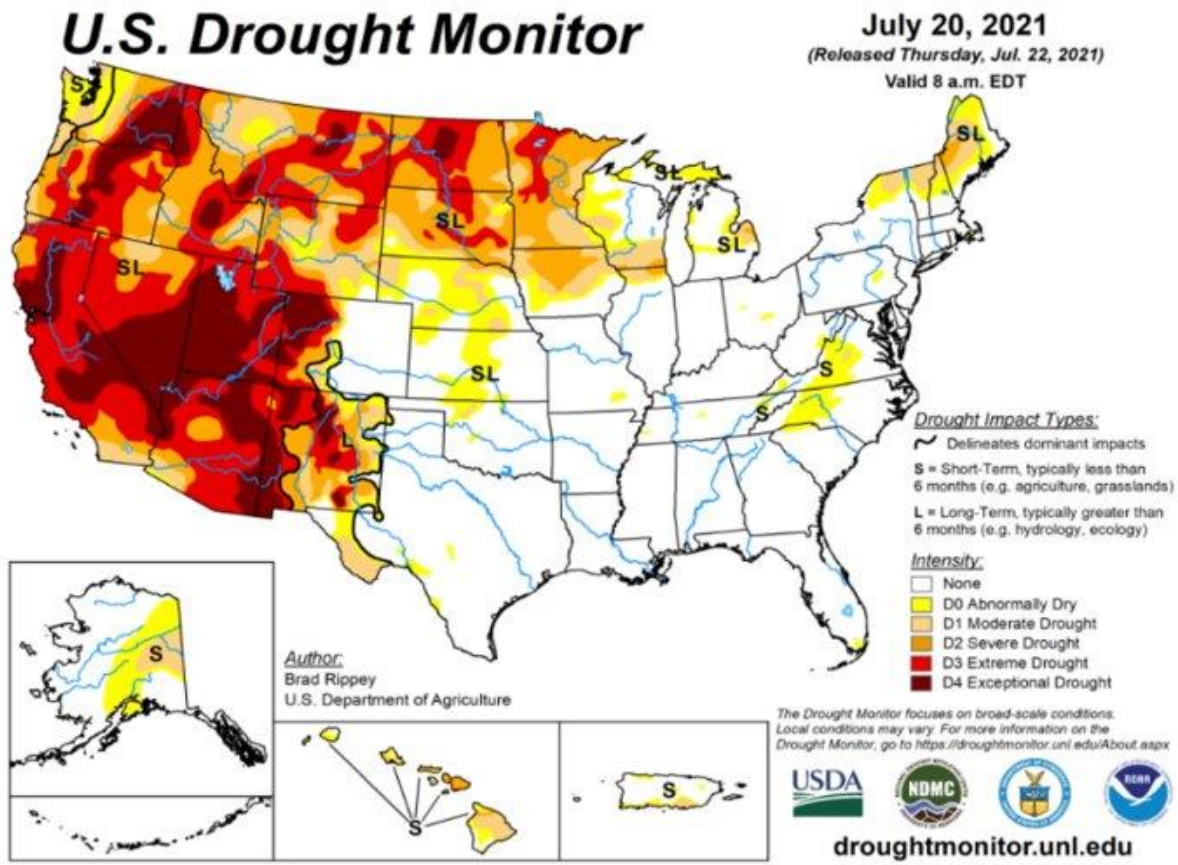 U.S. Drought Monitor
July 20, 2021
(Released Thursday, Jul. 22, 2021)
Valid 8 a.m. EDT
S
SL
SL
SL
SL
SL
SL
L
S
S
Drought Impact Types:
Delineates dominant impacts
S = Short-Term, typically less than
6 months (e.g. agriculture, grasslands)
L = Long-Term, typically greater than
6 months (e.g. hydrology, ecology)
Intensity:
None
D0 Abnormally Dry
D1 Moderate Drought
D2 Severe Drought
D3 Extreme Drought
D4 Exceptional Drought
S
Author:
Brad Rippey
U.S. Department of Agriculture
S
S
The Drought Monitor focuses on broad-scale conditions.
Local conditions may vary. For more information on the
Drought Monitor, go to https://droughtmonitor.unl.edu/About.aspx
USDA
NDMC
NOAA
droughtmonitor.unl.edu